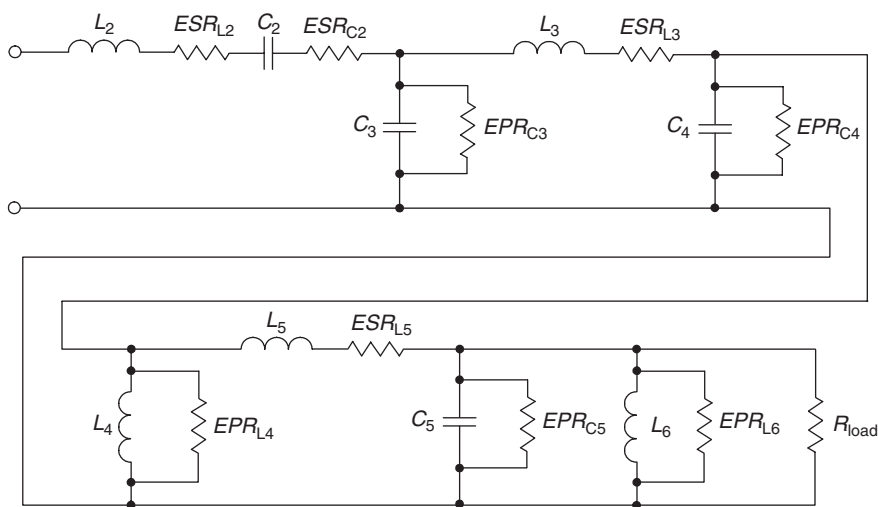 L2 ESRL2 C2 ESRC2 L3 ESRL3
C3 EPRC3 C4 EPRC4
L5 ESRL5
L4 EPRL4 C5 EPRC5 L6 EPRL6 Rload